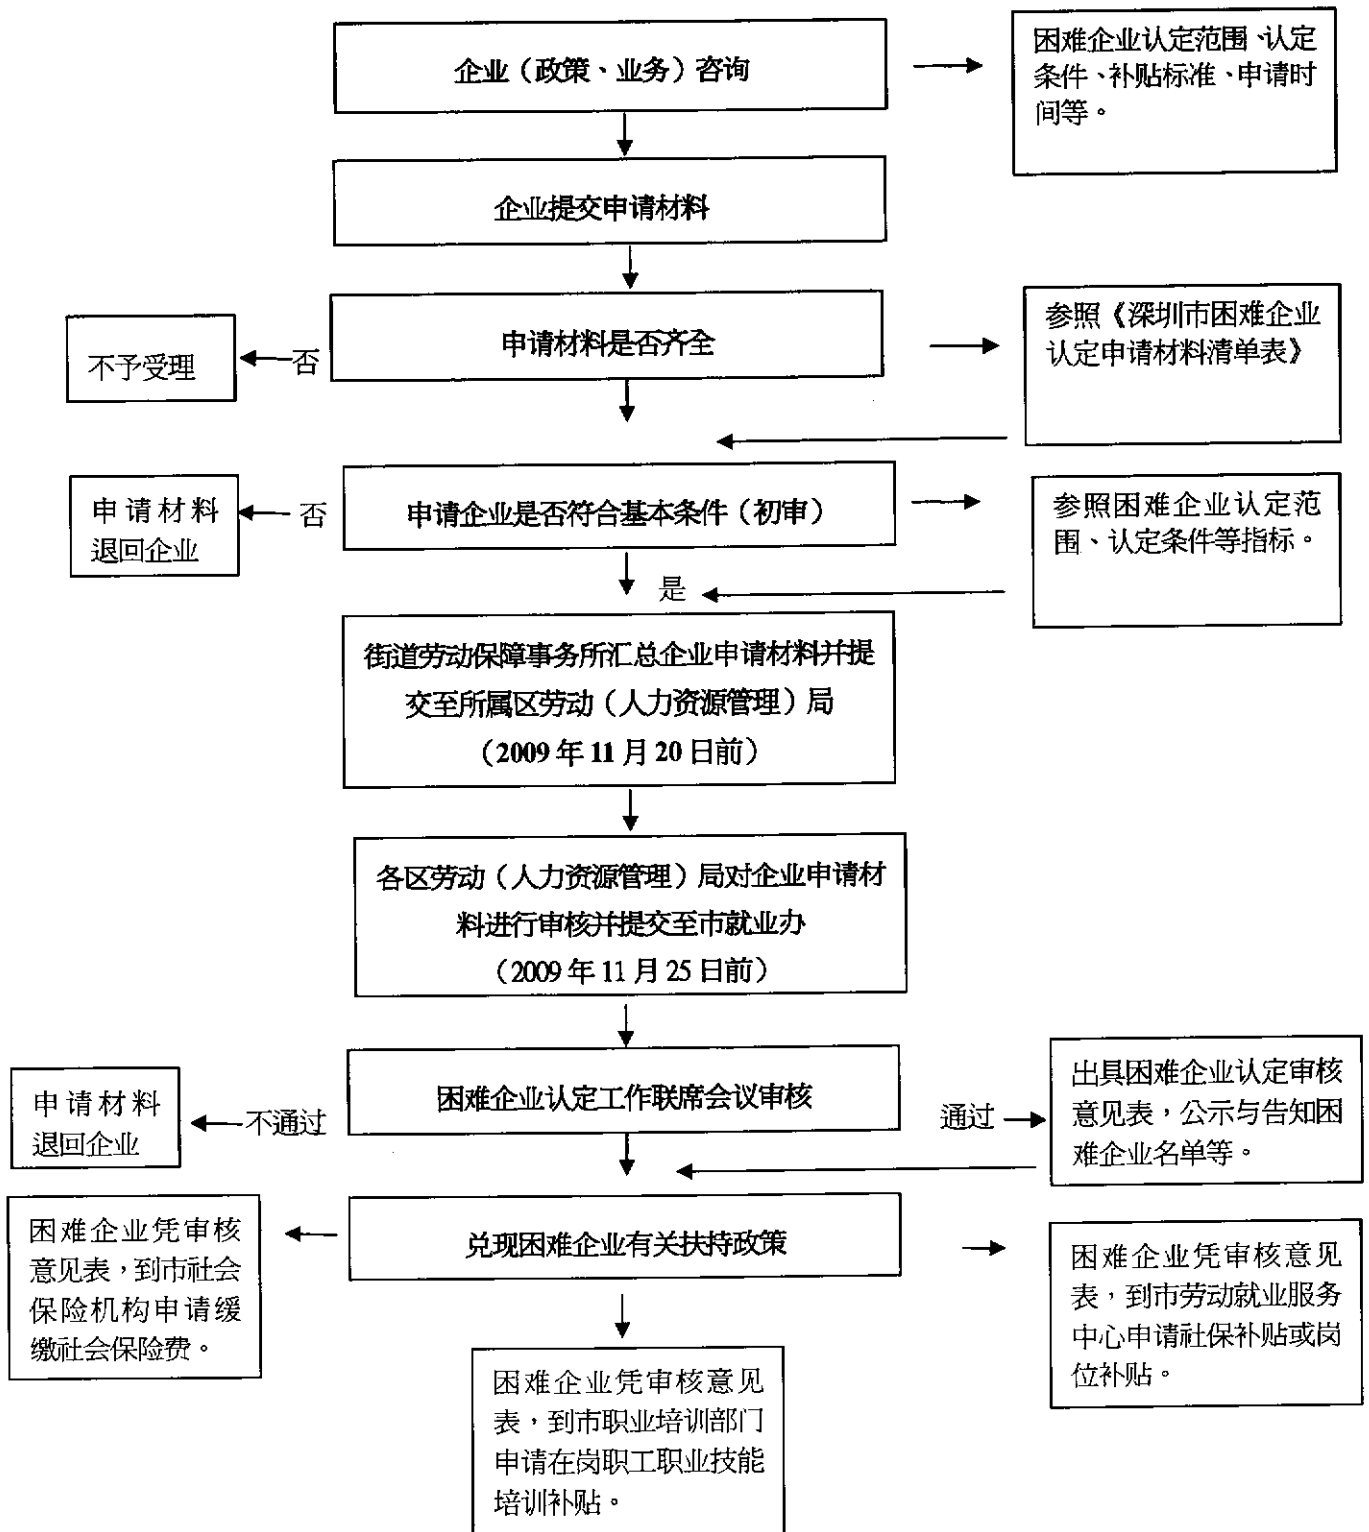 企业（政策、业务）咨询
困难企业认定范围、认定
条件、补贴标准、申请时
间等。
企业提交申请材料
申请材料是否齐全
否
不予受理
参照《深圳市困难企业
认定申请材料清单表》
申请企业是否符合基本条件（初审）
否
申请材料
退回企业
参照困难企业认定范
围、认定条件等指标。
是
街道劳动保障事务所汇总企业申请材料并提
交至所属区劳动（人力资源管理）局
（2009 年 11 月 20 日前）
各区劳动（人力资源管理）局对企业申请材
料进行审核并提交至市就业办
（2009 年 11 月 25 日前）
困难企业认定工作联席会议审核
不通过
申请材料
退回企业
通过
出具困难企业认定审核
意见表，公示与告知困
难企业名单等。
兑现困难企业有关扶持政策
困难企业凭审核
意见表，到市社会
保险机构申请缓
缴社会保险费。
困难企业凭审核意见
表，到市劳动就业服务
中心申请社保补贴或岗
位补贴。
困难企业凭审核意见
表，到市职业培训部门
申请在岗职工职业技能
培训补贴。